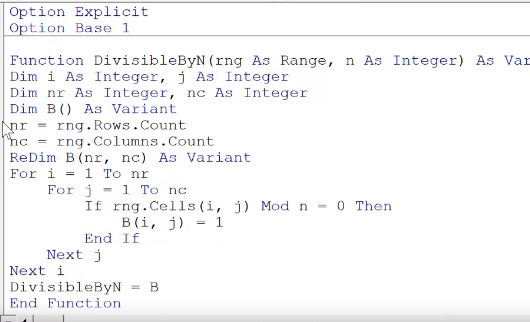 Option Explicit
Option Base 1
Function DivisibleByN(rng As Range, n As Integer) As Var
Dim i As Integer, j As Integer
Dim nr As Integer, nc As Integer
Dim B() As Variant
nr = rng.Rows.Count
nc = rng.Columns.Count
ReDim B(nr, nc) As Variant
For i = 1 To nr
For j = 1 To nc
If rng.Cells(i, j) Mod n = 0 Then
B(i, j) = 1
End If
Next j
Next i
DivisibleByN = B
End Function